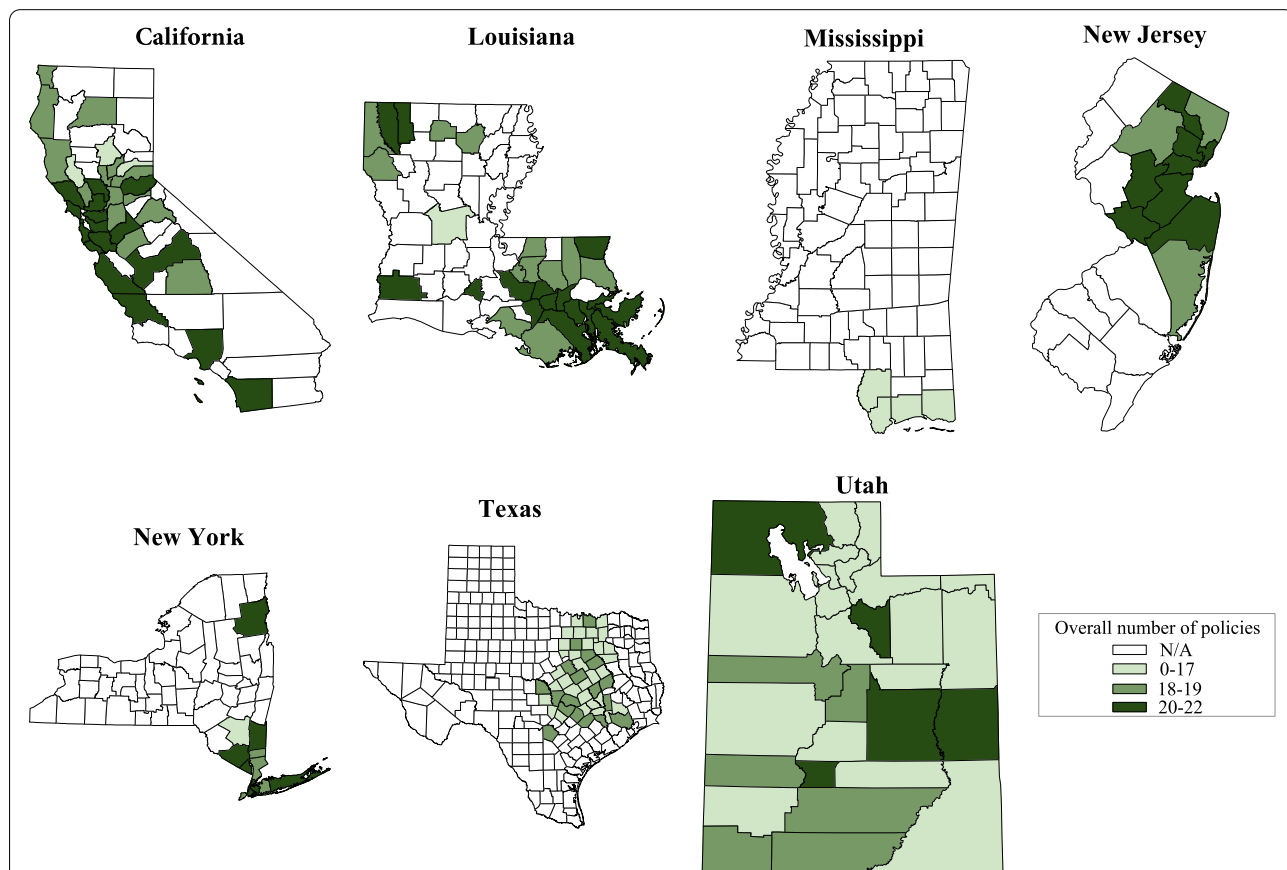 California
Louisiana
Mississippi
New Jersey
New York
Texas
Utah
Overall number of policies
N/A
0-17
18-19
20-22